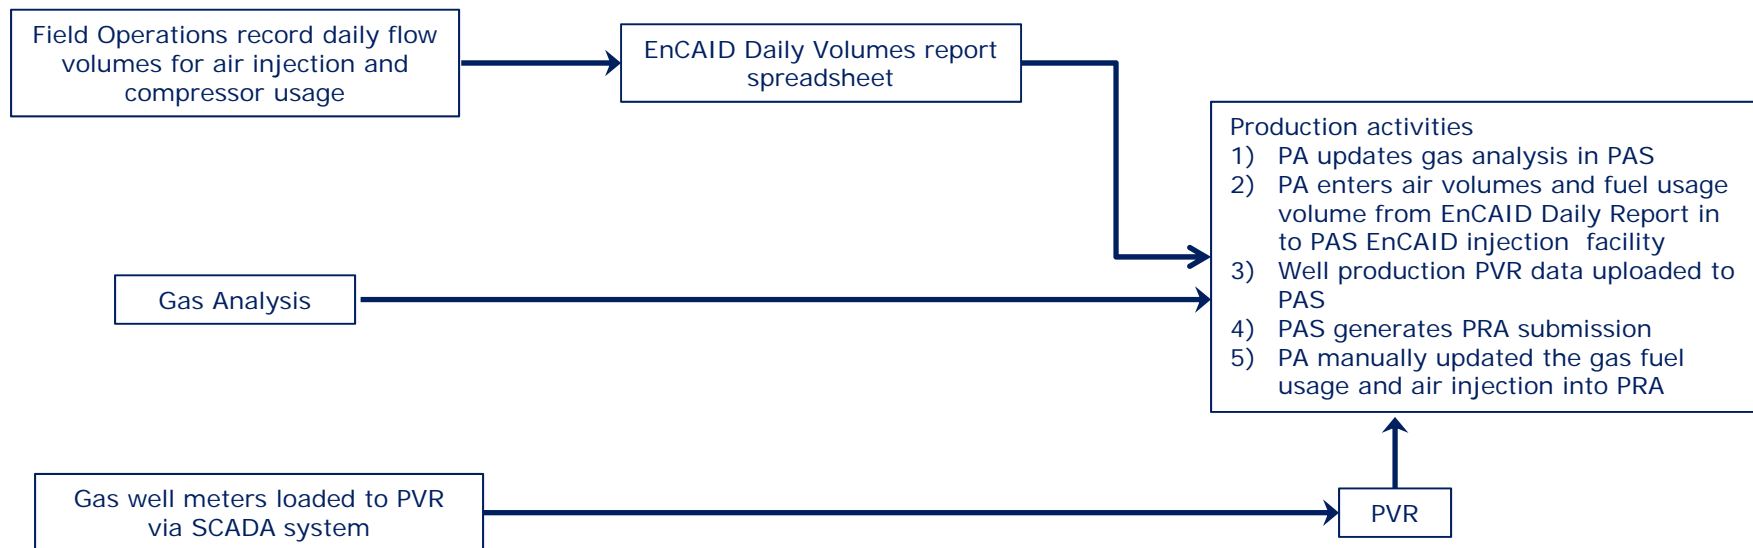 Field Operations record daily flow
volumes for air injection and
compressor usage
EnCAID Daily Volumes report
spreadsheet
Production activities
1) PA updates gas analysis in PAS
2) PA enters air volumes and fuel usage
volume from EnCAID Daily Report in
to PAS EnCAID injection facility
3) Well production PVR data uploaded to
PAS
4) PAS generates PRA submission
5) PA manually updated the gas fuel
usage and air injection into PRA
Gas Analysis
Gas well meters loaded to PVR
via SCADA system
PVR